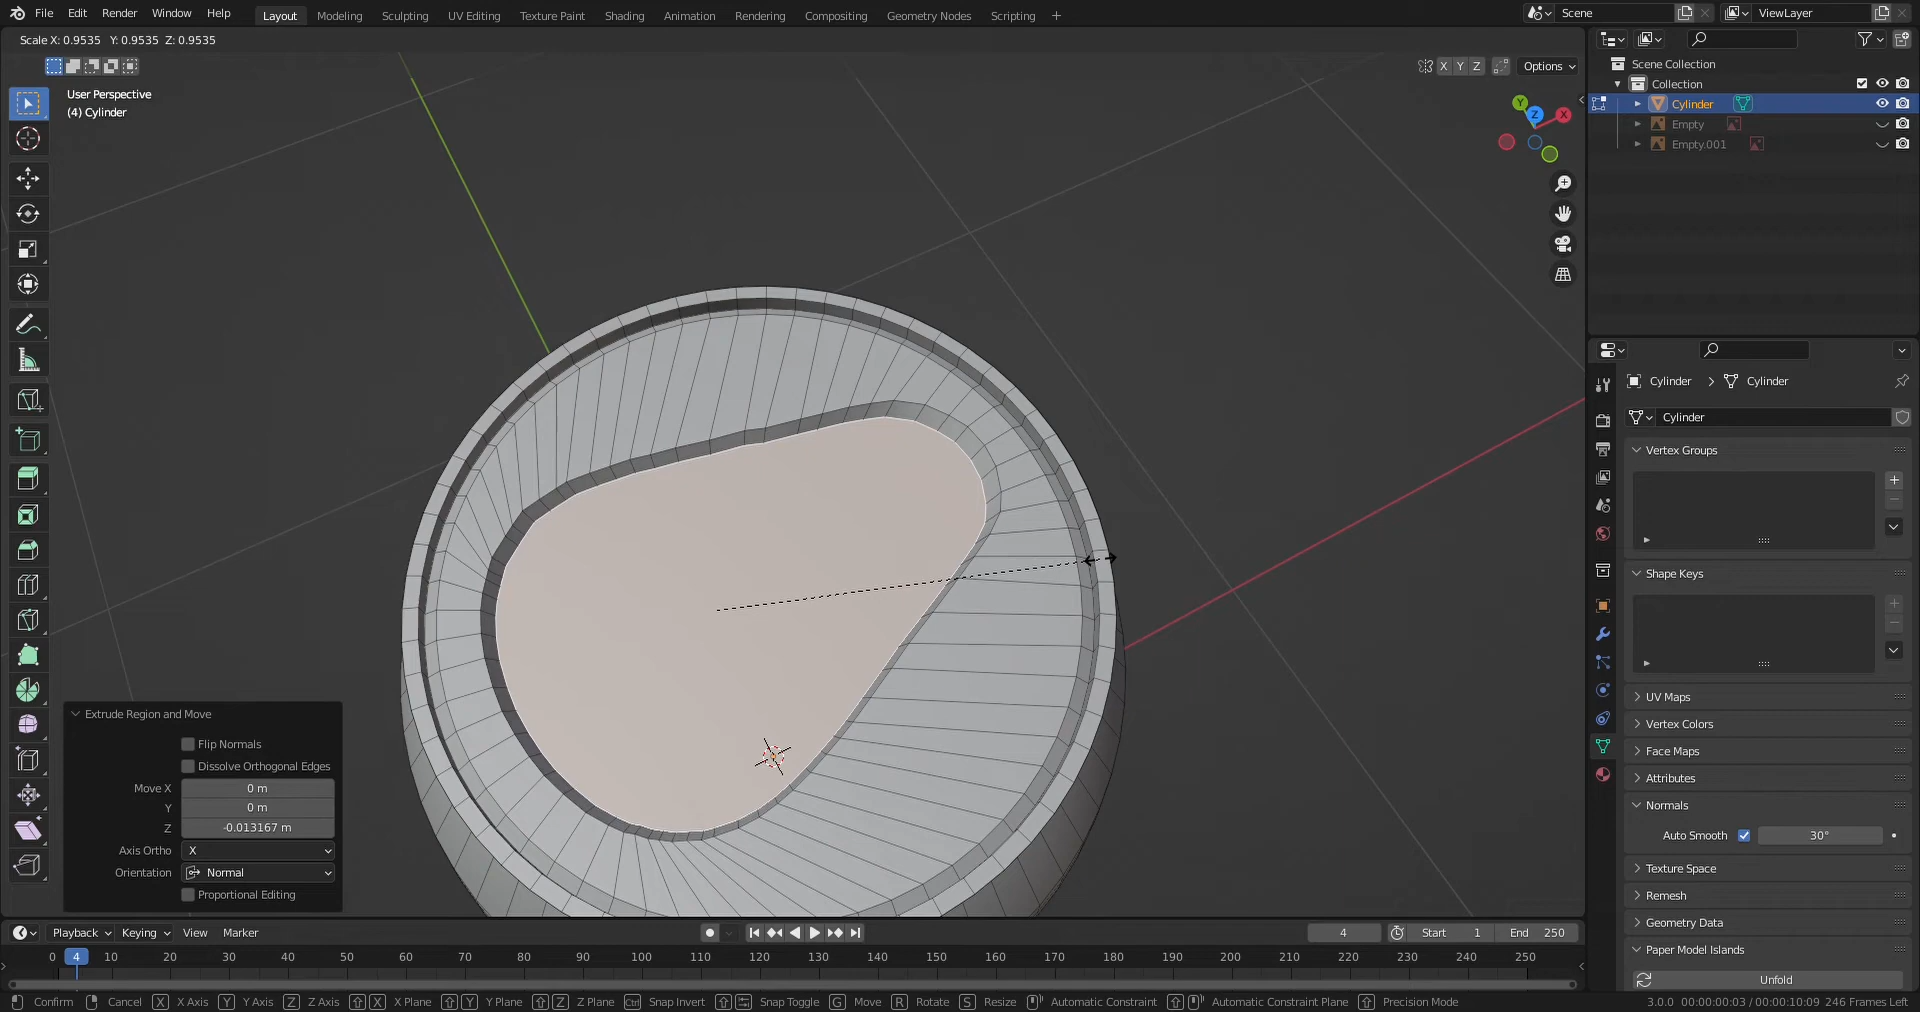 File Edit Render Window Help Layout Modeling Sculpting UV Editing Texture Paint Shading Animation Rendering Compositing Geometry Nodes Scripting + Scene ViewLayer
Scale X: 0.9535 Y: 0.9535 Z: 0.9535
X Y Z Options
User Perspective
(4) Cylinder
Y Z X
Scene Collection
Collection
Cylinder
Empty
Empty.001
Cylinder > Cylinder
Cylinder
Vertex Groups
Shape Keys
UV Maps
Vertex Colors
Face Maps
Attributes
Normals
Auto Smooth 30°
Texture Space
Remesh
Geometry Data
Paper Model Islands
Unfold
Extrude Region and Move
Flip Normals
Dissolve Orthogonal Edges
Move X 0 m
Y 0 m
Z -0.013167 m
Axis Ortho X
Orientation Normal
Proportional Editing
Playback Keying View Marker 4 Start 1 End 250
0 4 10 20 30 40 50 60 70 80 90 100 110 120 130 140 150 160 170 180 190 200 210 220 230 240 250
Confirm Cancel X X Axis Y Y Axis Z Z Axis X X Plane Y Y Plane Z Z Plane Ctrl Snap Invert Snap Toggle G Move R Rotate S Resize Automatic Constraint Automatic Constraint Plane Precision Mode 3.0.0 00:00:00:03 / 00:00:10:09 246 Frames Left